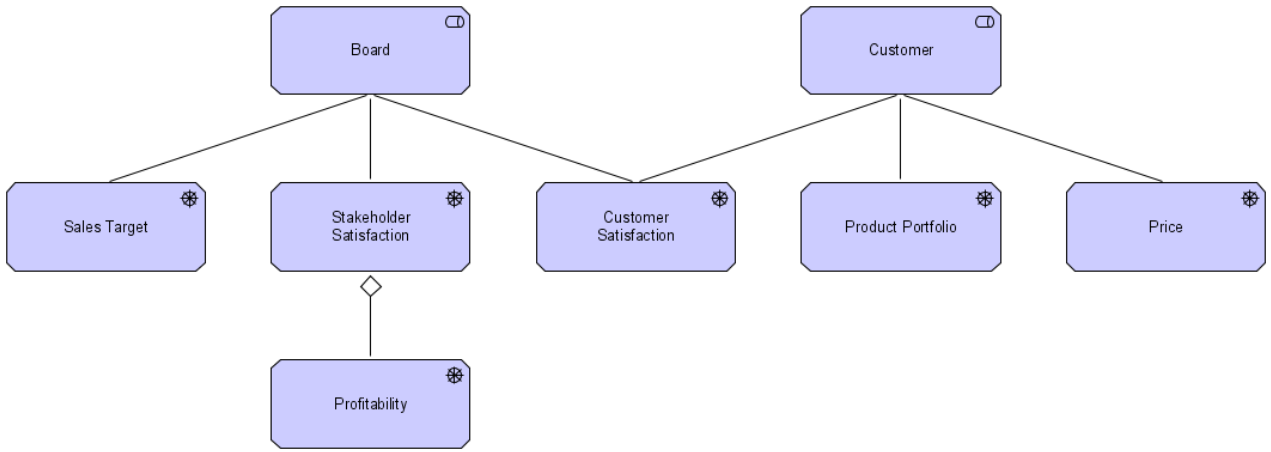 Board
Customer
Sales Target
Stakeholder
Satisfaction
Customer
Satisfaction
Product Portfolio
Price
Profitability